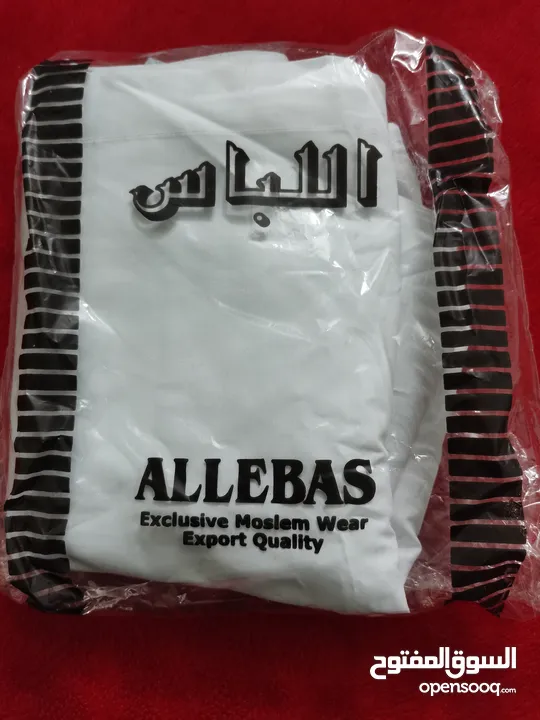 اللباس
ALLEBAS
Exclusive Moslem Wear
Export Quality
السوق المفتوح
opensooq.com